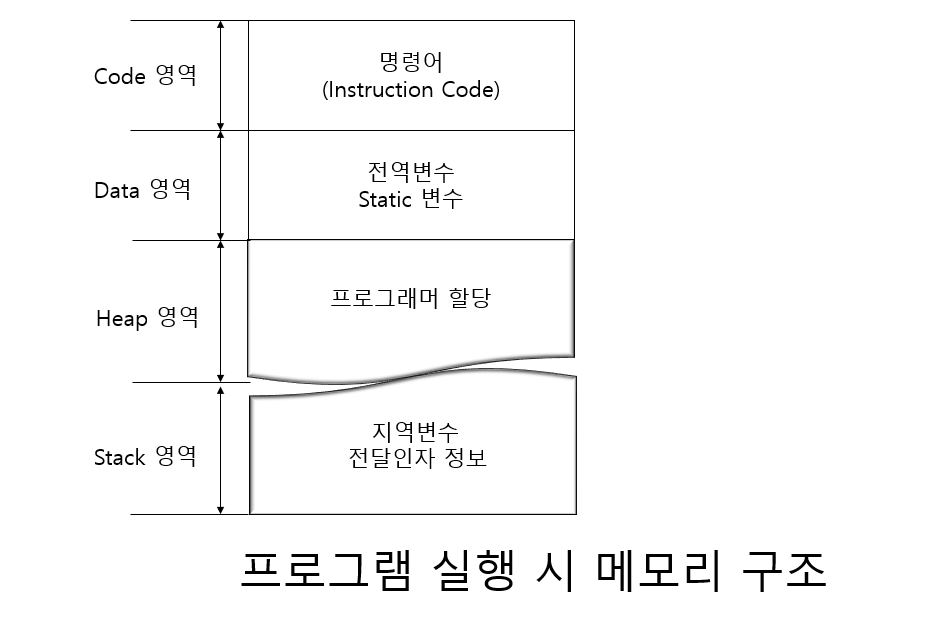 Code 영역
명령어
(Instruction Code)
Data 영역
전역변수
Static 변수
Heap 영역
프로그래머 할당
Stack 영역
지역변수
전달인자 정보
프로그램 실행 시 메모리 구조